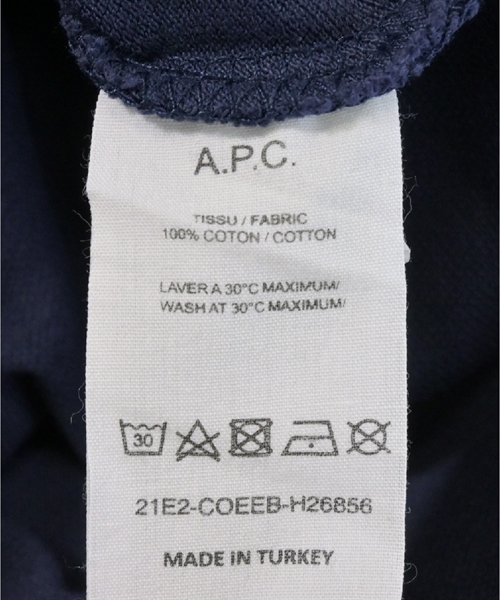 A.P.C.
TISSU / FABRIC
100% COTON / COTTON
LAVER A 30°C MAXIMUM/
WASH AT 30°C MAXIMUM/
30
21E2-COEEB-H26856
MADE IN TURKEY